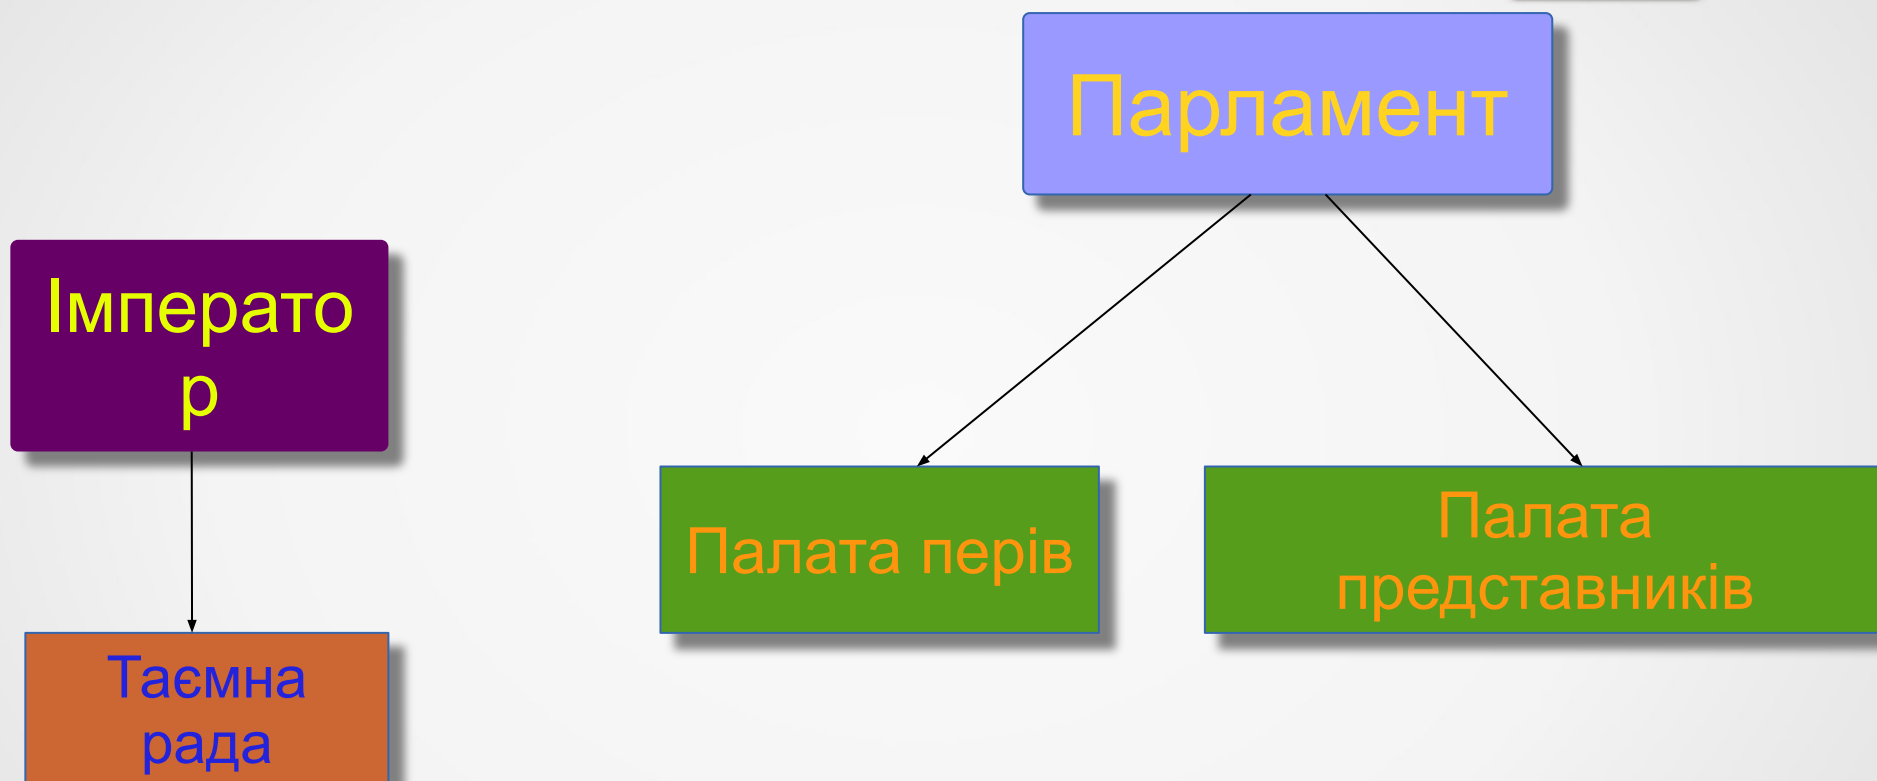 Парламент
Імперато
р
Палата перів
Палата
представників
Таємна
рада